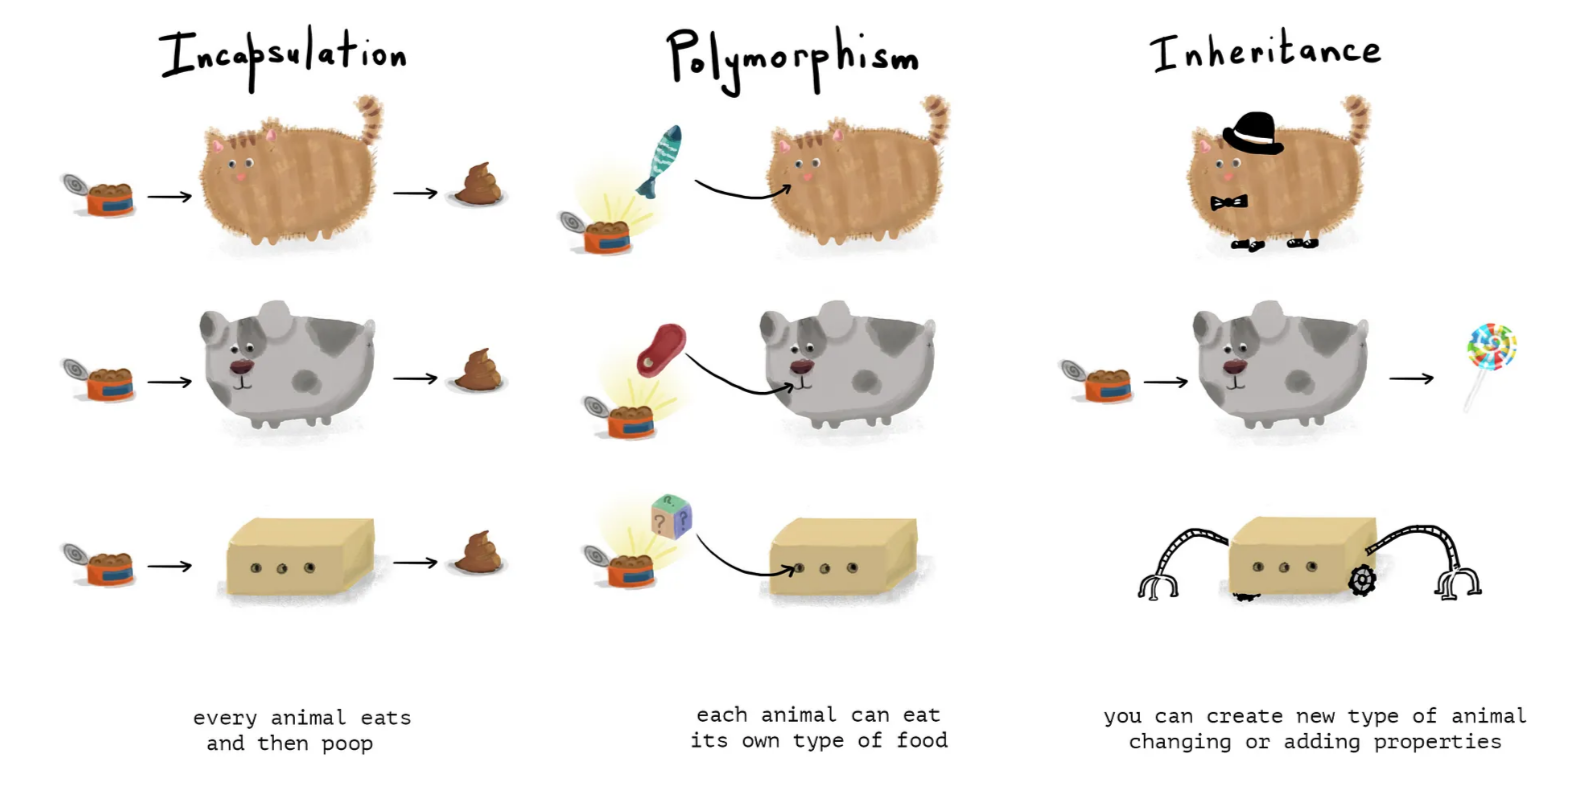 Incapsulation
Polymorphism
Inheritance
? ? ?
every animal eats
and then poop
each animal can eat
its own type of food
you can create new type of animal
changing or adding properties